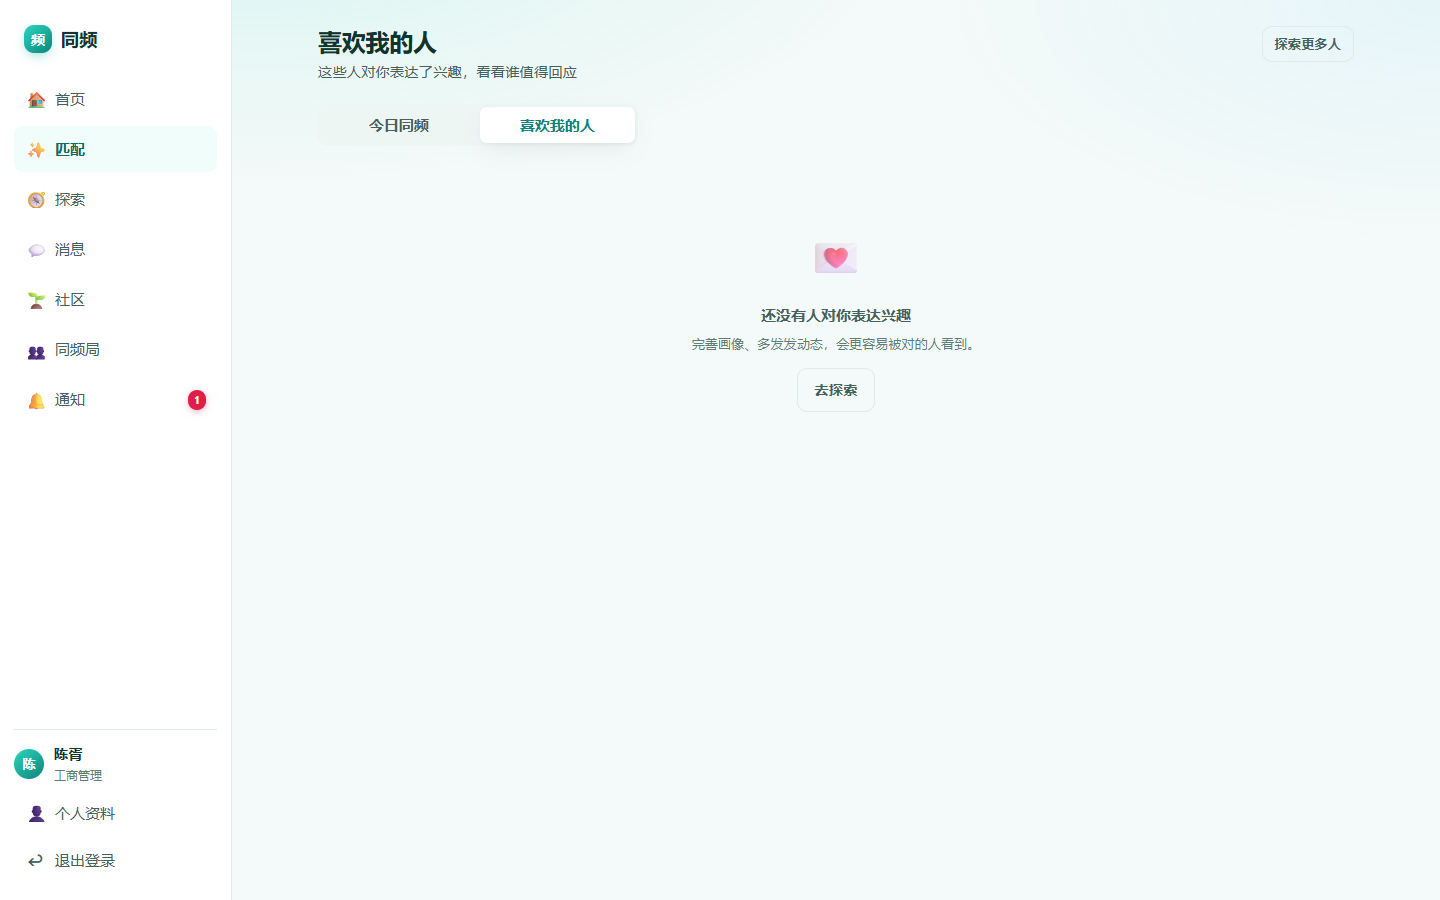 频 同频
首页
匹配
探索
消息
社区
同频局
通知 1
陈 陈胥
工商管理
个人资料
退出登录
喜欢我的人
这些人对你表达了兴趣，看看谁值得回应
探索更多人
今日同频 喜欢我的人
还没有人对你表达兴趣
完善画像、多发发动态，会更容易被对的人看到。
去探索